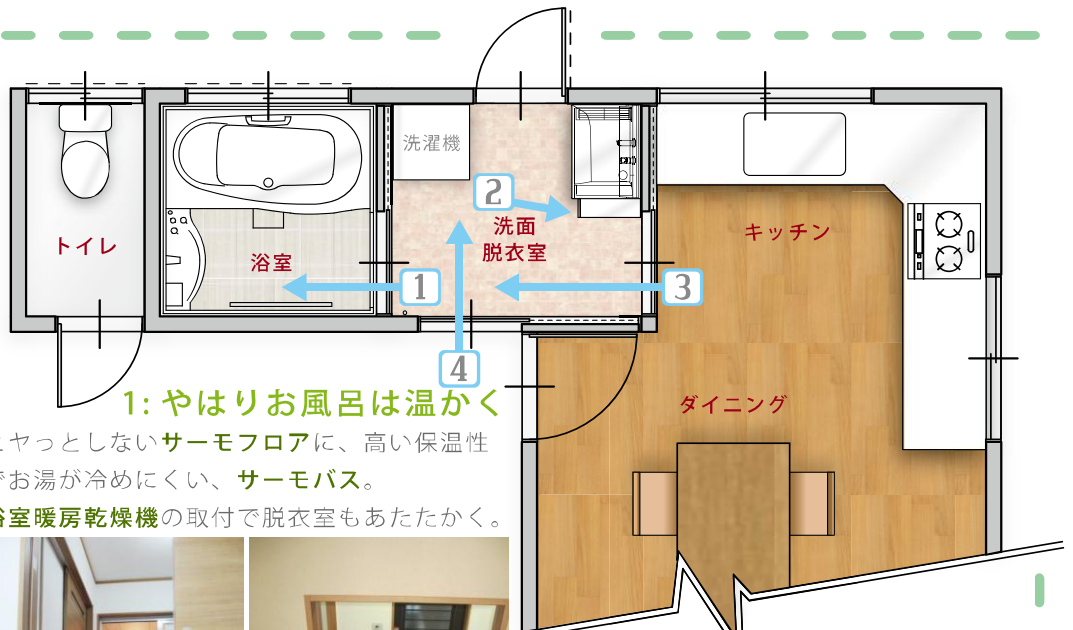 洗濯機
2
洗面
脱衣室
トイレ
浴室
キッチン
1
3
4
ダイニング
1: やはりお風呂は温かく
ヤっとしないサーモフロアに、高い保温性
でお湯が冷めにくい、サーモバス。
浴室暖房乾燥機の取付で脱衣室もあたたかく。